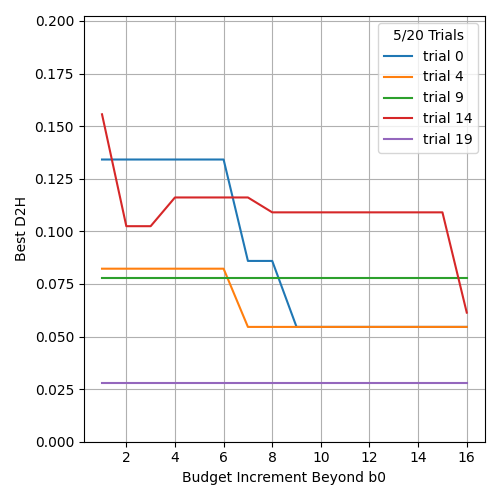 5/20 Trials
trial 0
trial 4
trial 9
trial 14
trial 19
Best D2H
0.200
0.175
0.150
0.125
0.100
0.075
0.050
0.025
0.000
2 4 6 8 10 12 14 16
Budget Increment Beyond b0